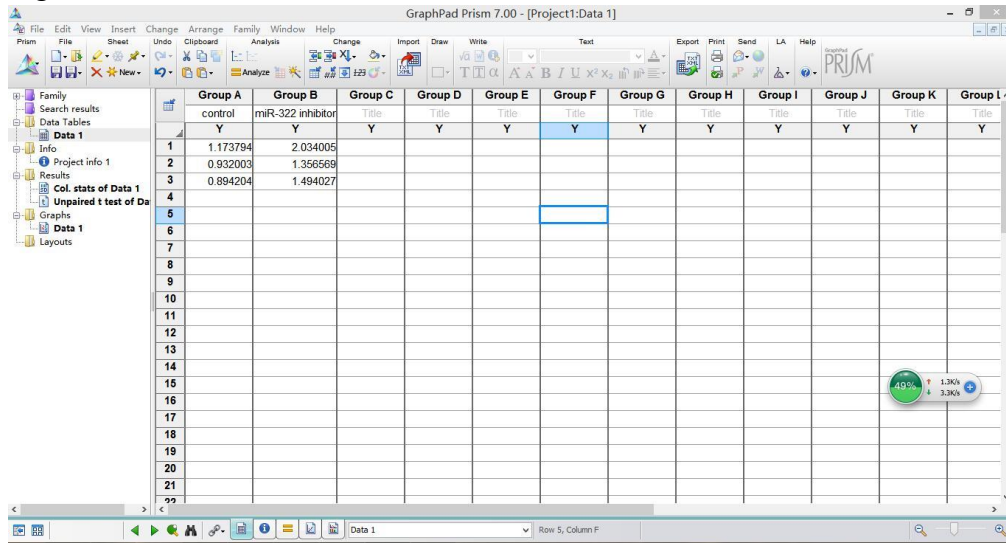 GraphPad Prism 7.00 - [Project1:Data 1]
File Edit View Insert Change Arrange Family Window Help
Prism File Sheet Undo Clipboard Analysis Change Import Draw Write Text Export Print Send LA Help
New
Analyze
GraphPad
PRISM
Family
Search results
Data Tables
Data 1
Info
Project info 1
Results
Col. stats of Data 1
Unpaired t test of Da
Graphs
Data 1
Layouts
Group A Group B Group C Group D Group E Group F Group G Group H Group I Group J Group K Group L
control miR-322 inhibitor Title Title Title Title Title Title Title Title Title Title
Y Y Y Y Y Y Y Y Y Y Y Y
1 1.173794 2.034005
2 0.932003 1.356569
3 0.894204 1.494027
4
5
6
7
8
9
10
11
12
13
14
15
16
17
18
19
20
21
22
49% 1.3K/s
3.3K/s
Data 1 Row 5, Column F